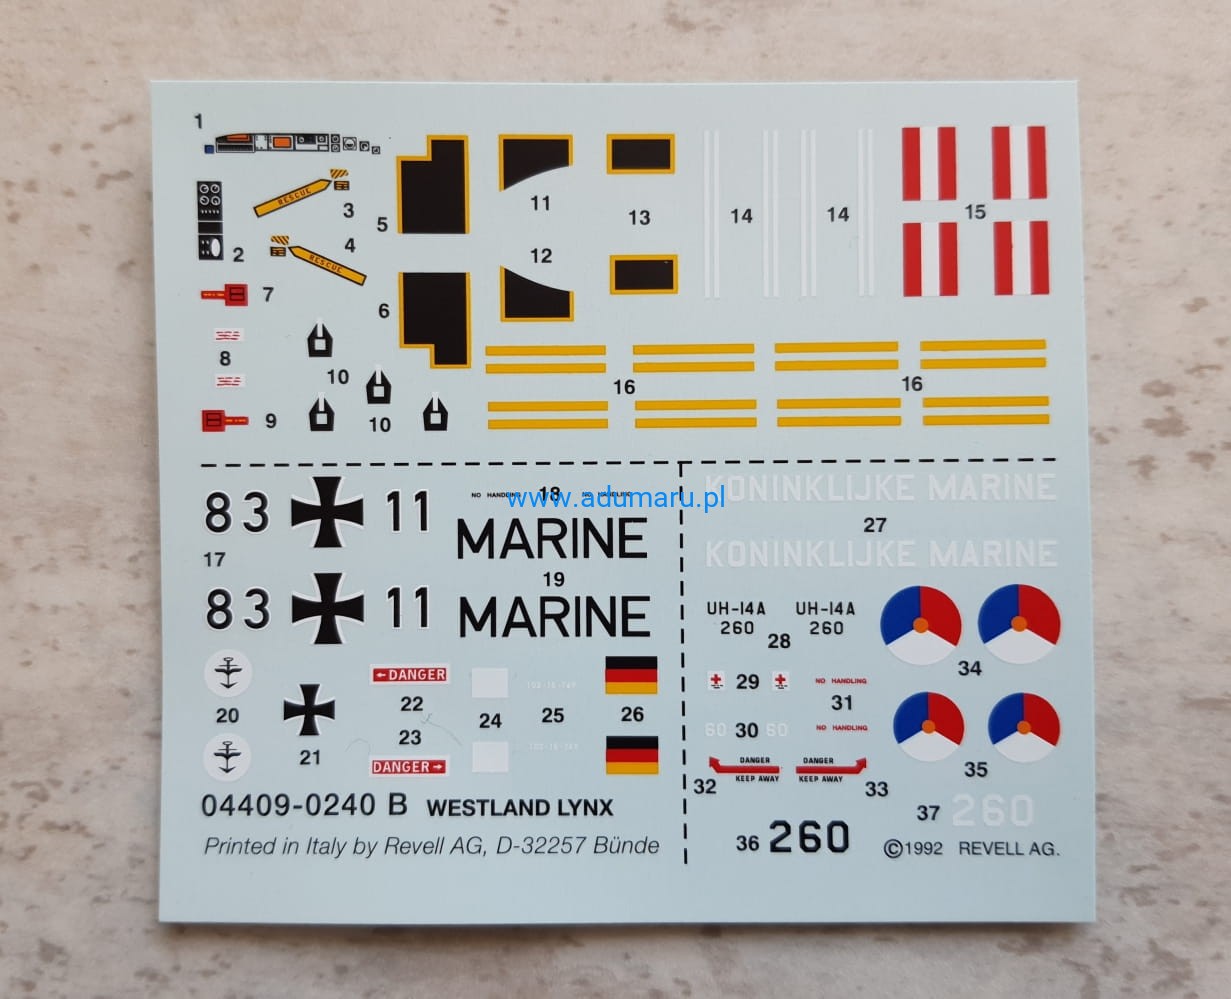 1
RESCUE
3
5
11
13
14
14
15
4
RESCUE
2
12
7
6
8
10
16
16
9
10
83 11
NO HANDLING 18 NO HANDLING
www.adumaru.pl
MARINE
17
19
83 11
MARINE
20
21
←DANGER
22
23
DANGER→
24
25
26
04409-0240 B WESTLAND LYNX
Printed in Italy by Revell AG, D-32257 Bünde
KONINKLIJKE MARINE
27
KONINKLIJKE MARINE
UH-14A UH-14A
260 260
28
34
29
NO HANDLING
31
60 30 60
NO HANDLING
35
DANGER DANGER
KEEP AWAY KEEP AWAY
32 33
37 260
36 260
©1992 REVELL AG.